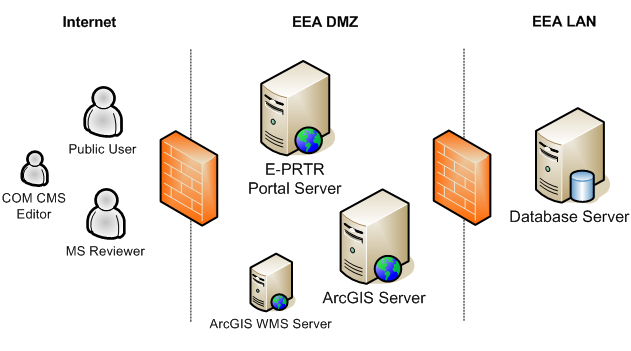 Internet
EEA DMZ
EEA LAN
Public User
COM CMS
Editor
MS Reviewer
E-PRTR
Portal Server
ArcGIS Server
ArcGIS WMS Server
Database Server